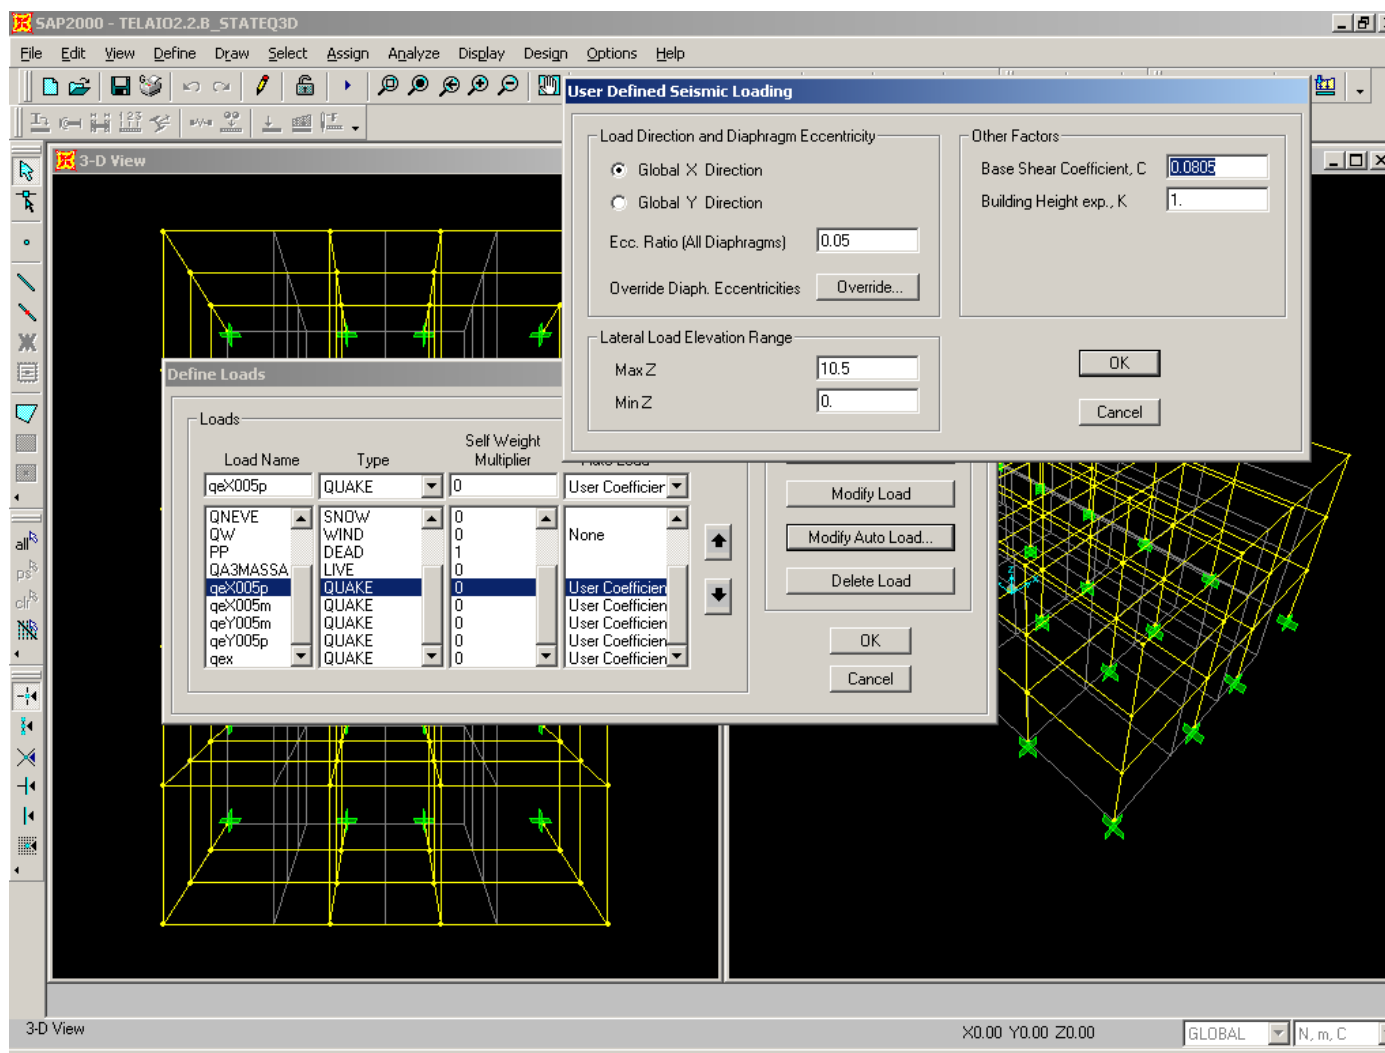 SAP2000 - TELAIO2.2.B_STATEQ3D
File Edit View Define Draw Select Assign Analyze Display Design Options Help
User Defined Seismic Loading
Load Direction and Diaphragm Eccentricity
Global X Direction
Global Y Direction
Ecc. Ratio (All Diaphragms) 0.05
Override Diaph. Eccentricities Override...
Lateral Load Elevation Range
Max Z 10.5
Min Z 0.
Other Factors
Base Shear Coefficient, C 0.0805
Building Height exp., K 1.
OK
Cancel
3-D View
Define Loads
Loads
Self Weight
Load Name Type Multiplier
qeX005p QUAKE 0 User Coefficier
QNEVE SNOW 0
QW WIND 0 None
PP DEAD 1
QA3MASSA LIVE 0
qeX005p QUAKE 0 User Coefficien
qeX005m QUAKE 0 User Coefficien
qeY005m QUAKE 0 User Coefficien
qeY005p QUAKE 0 User Coefficien
qex QUAKE 0 User Coefficien
Modify Load
Modify Auto Load...
Delete Load
OK
Cancel
all
ps
clr
3-D View X0.00 Y0.00 Z0.00 GLOBAL N, m, C